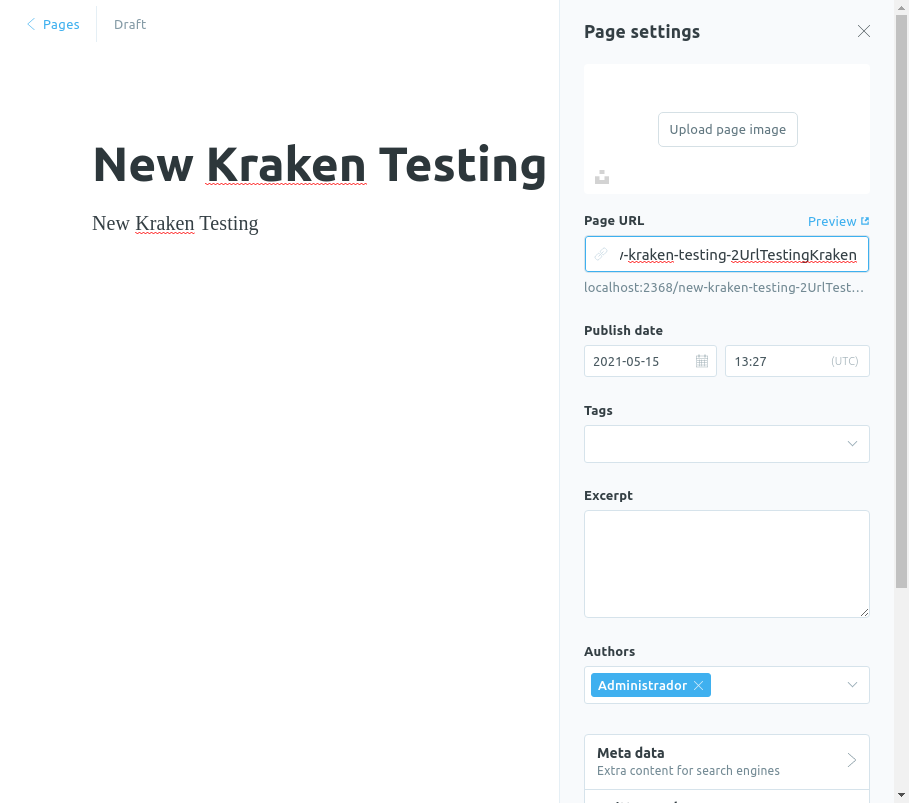 Pages
Draft
New Kraken Testing
New Kraken Testing
Page settings
Upload page image
Page URL
Preview
-kraken-testing-2UrlTestingKraken
localhost:2368/new-kraken-testing-2UrlTest...
Publish date
2021-05-15
13:27
(UTC)
Tags
Excerpt
Authors
Administrador
Meta data
Extra content for search engines